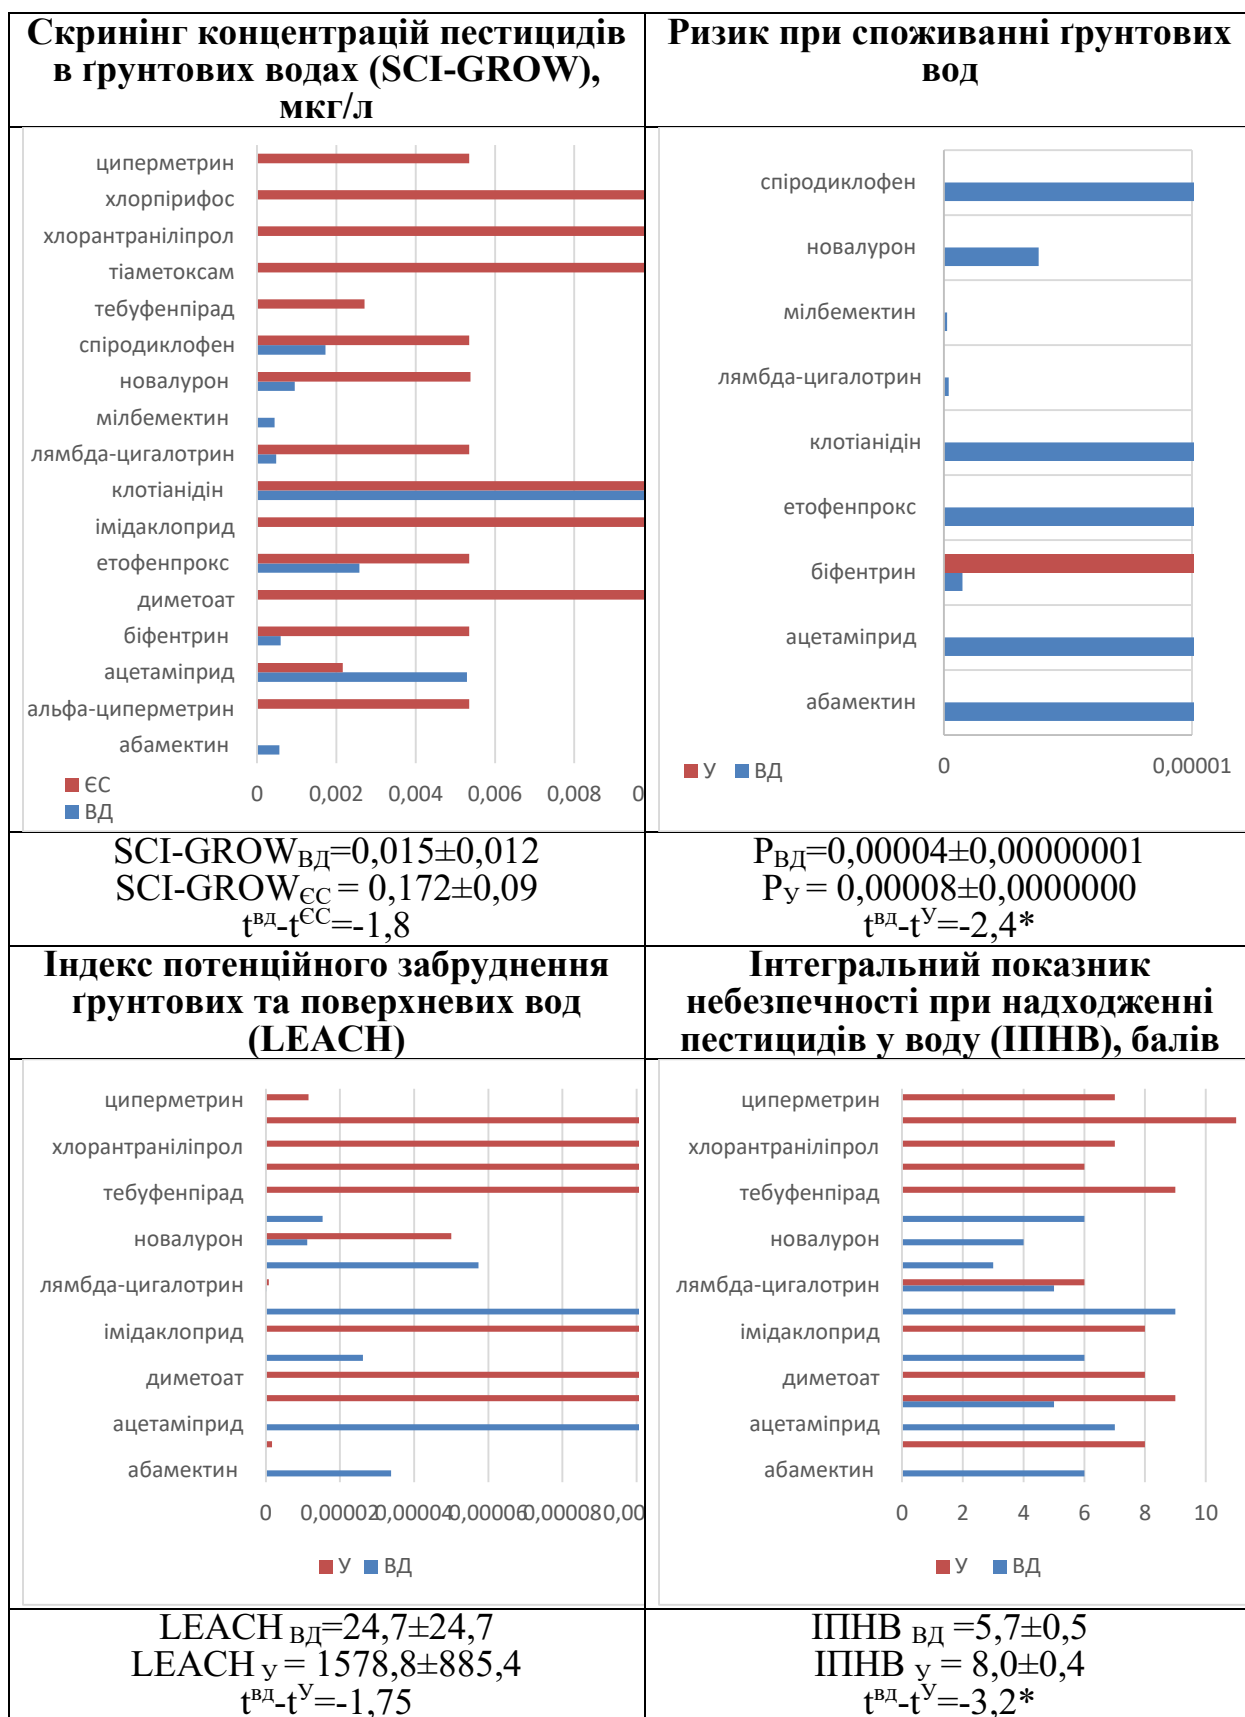 Скринінг концентрацій пестицидів
в ґрунтових водах (SCI-GROW),
мкг/л
циперметрин
хлорпірифос
хлорантраніліпрол
тіаметоксам
тебуфенпірад
спіродиклофен
новалурон
мілбемектин
лямбда-цигалотрин
клотіанідін
імідаклоприд
етофенпрокс
диметоат
біфентрин
ацетаміприд
альфа-циперметрин
абамектин
ЄС
ВД
0 0,002 0,004 0,006 0,008 0
SCI-GROWВД=0,015±0,012
SCI-GROWЄС = 0,172±0,09
tвд-tЄС=-1,8
Ризик при споживанні ґрунтових
вод
спіродиклофен
новалурон
мілбемектин
лямбда-цигалотрин
клотіанідін
етофенпрокс
біфентрин
ацетаміприд
абамектин
У ВД
0 0,00001
РВД=0,00004±0,00000001
РУ = 0,00008±0,0000000
tвд-tУ=-2,4*
Індекс потенційного забруднення
ґрунтових та поверхневих вод
(LEACH)
циперметрин
хлорантраніліпрол
тебуфенпірад
новалурон
лямбда-цигалотрин
імідаклоприд
диметоат
ацетаміприд
абамектин
0 0,00002 0,00004 0,00006 0,00008 0,00
У ВД
LEACH ВД=24,7±24,7
LEACH У = 1578,8±885,4
tвд-tУ=-1,75
Інтегральний показник
небезпечності при надходженні
пестицидів у воду (ІПНВ), балів
циперметрин
хлорантраніліпрол
тебуфенпірад
новалурон
лямбда-цигалотрин
імідаклоприд
диметоат
ацетаміприд
абамектин
0 2 4 6 8 10
У ВД
ІПНВ ВД =5,7±0,5
ІПНВ У = 8,0±0,4
tвд-tУ=-3,2*